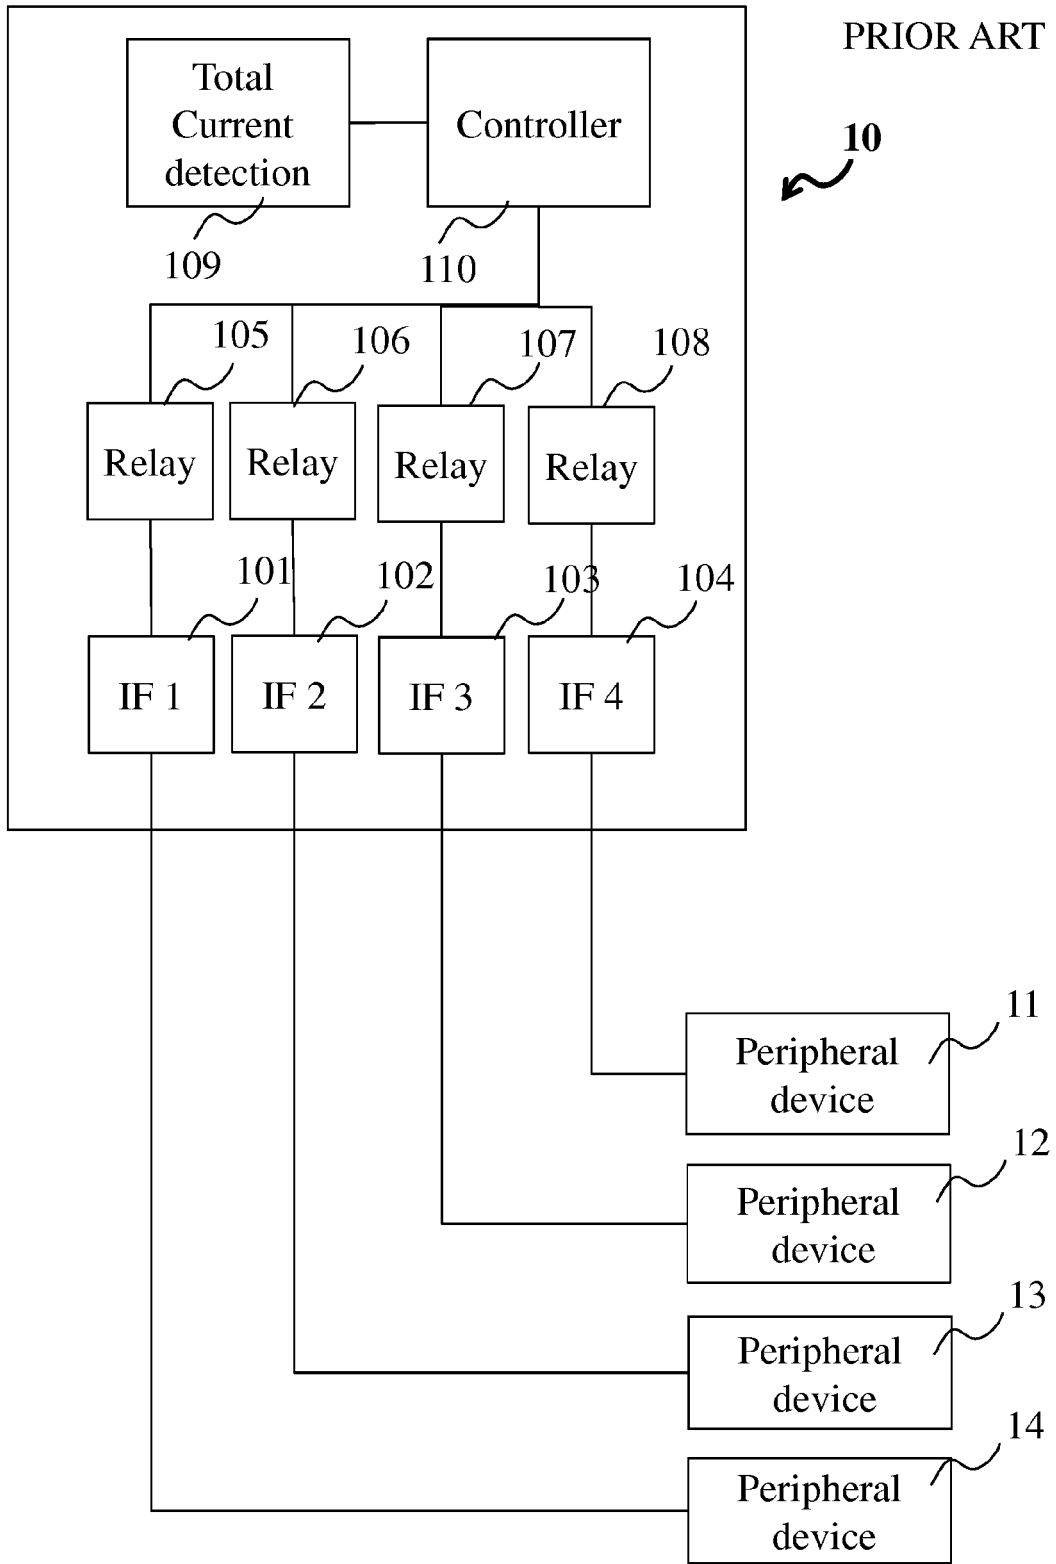 PRIOR ART
10
Total
Current
detection
Controller
109
110
105
106
107
108
Relay
Relay
Relay
Relay
101
102
103
104
IF 1
IF 2
IF 3
IF 4
11
Peripheral
device
12
Peripheral
device
13
Peripheral
device
14
Peripheral
device